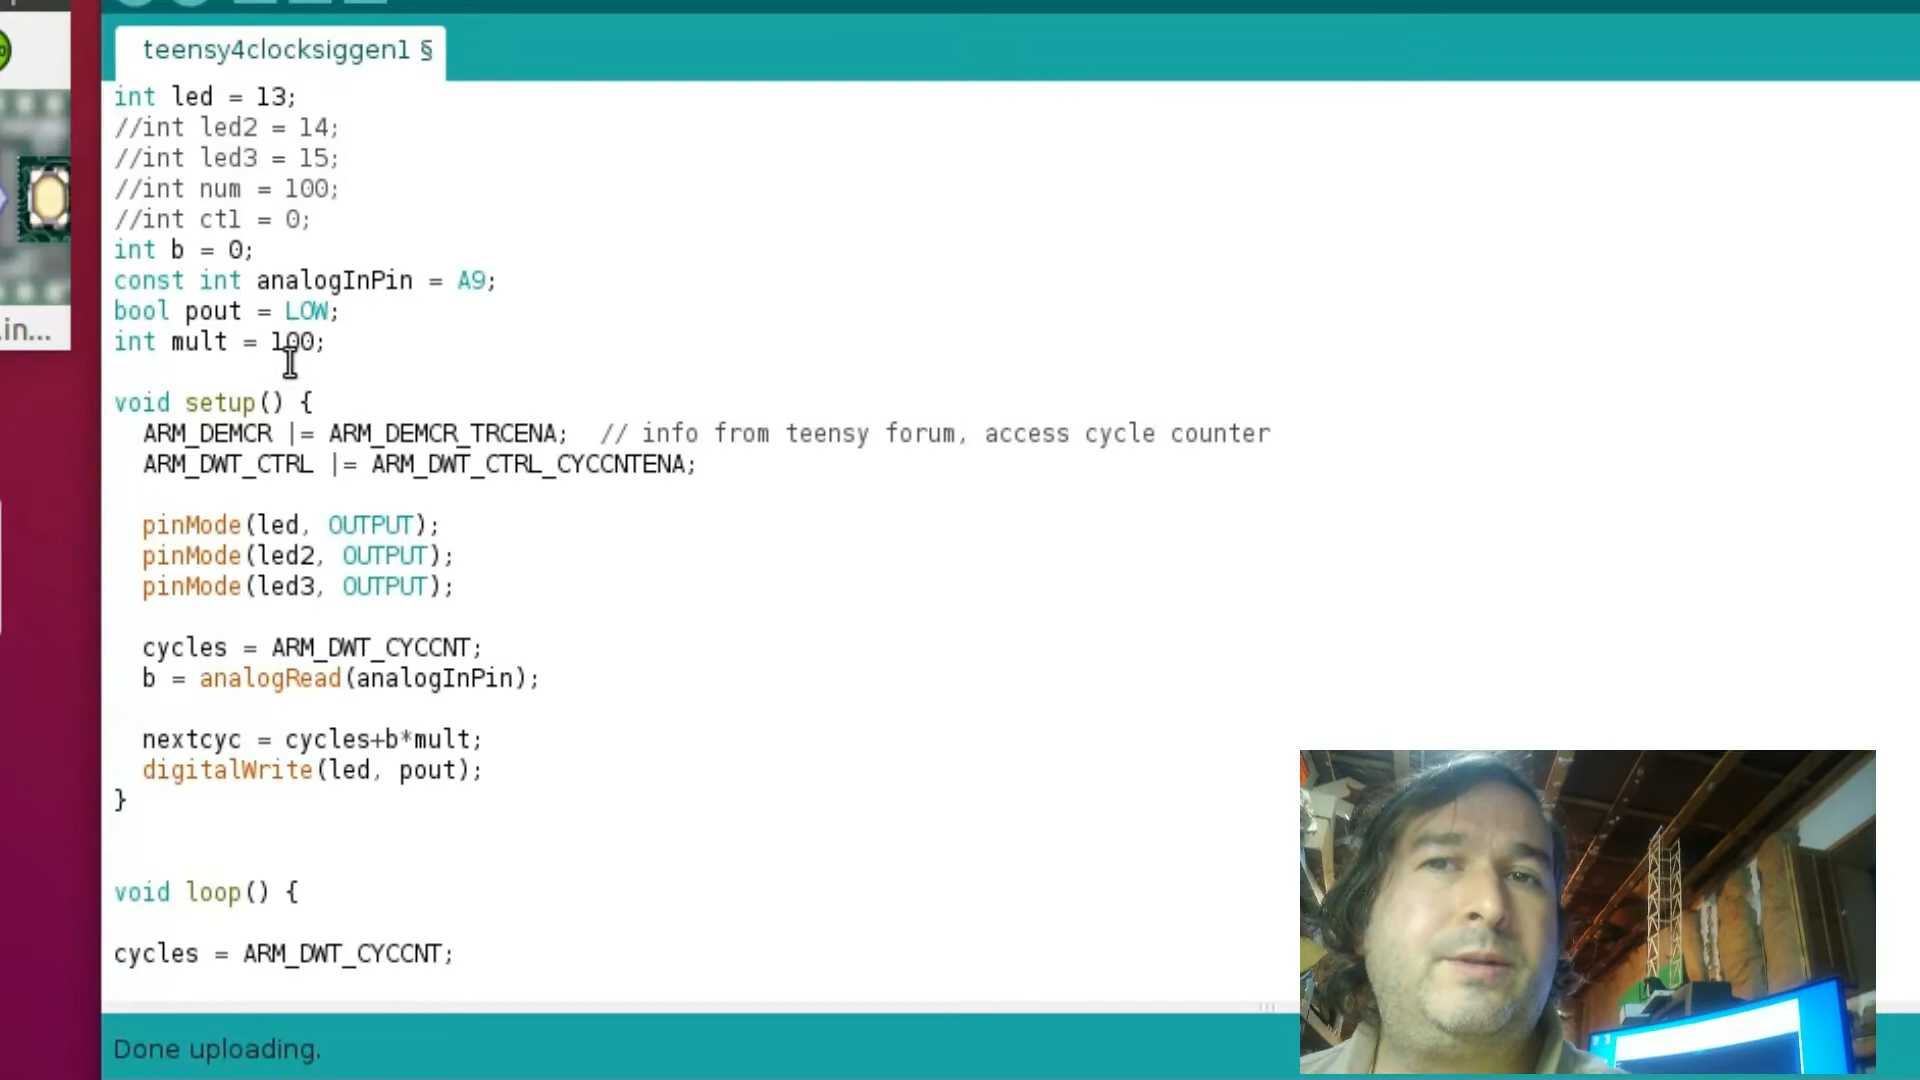 teensy4clocksiggen1 §
int led = 13;
//int led2 = 14;
//int led3 = 15;
//int num = 100;
//int ctl = 0;
int b = 0;
const int analogInPin = A9;
bool pout = LOW;
.in...
int mult = 100;
void setup() {
ARM_DEMCR |= ARM_DEMCR_TRCENA; // info from teensy forum, access cycle counter
ARM_DWT_CTRL |= ARM_DWT_CTRL_CYCCNTENA;
pinMode(led, OUTPUT);
pinMode(led2, OUTPUT);
pinMode(led3, OUTPUT);
cycles = ARM_DWT_CYCCNT;
b = analogRead(analogInPin);
nextcyc = cycles+b*mult;
digitalWrite(led, pout);
}
void loop() {
cycles = ARM_DWT_CYCCNT;
Done uploading.